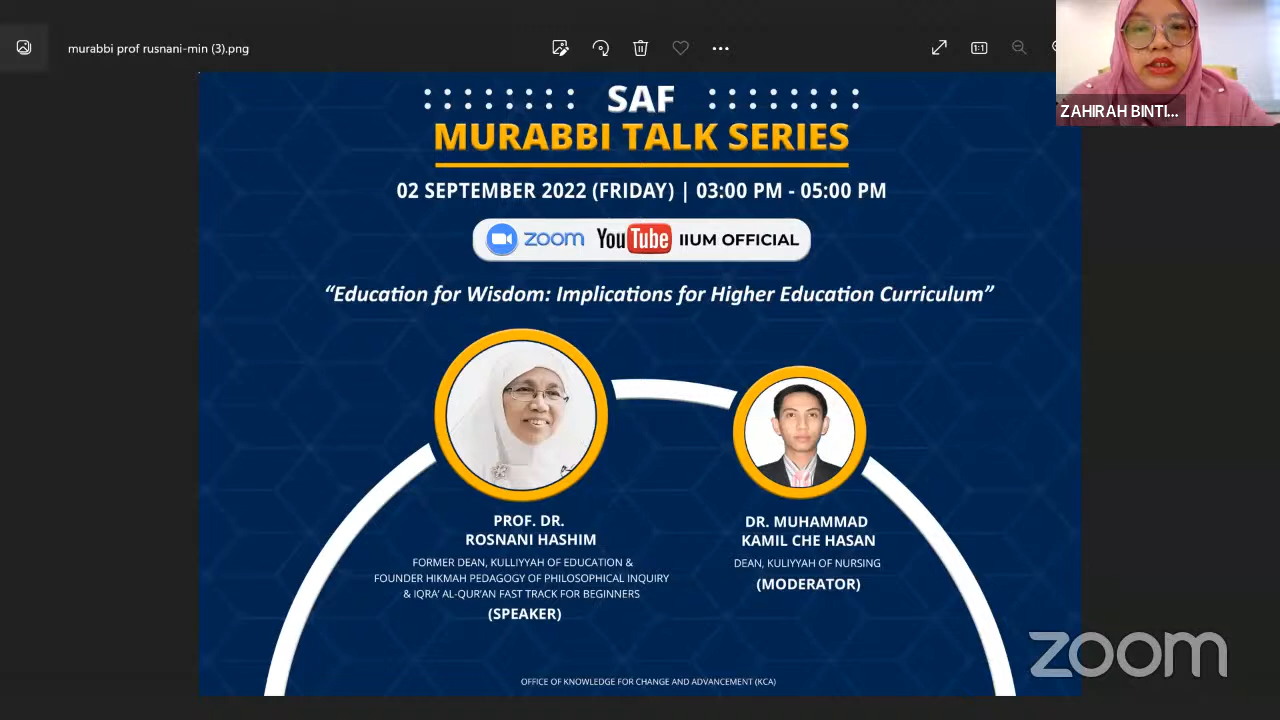 murabbi prof rusnani-min (3).png
ZAHIRAH BINTI...
SAF
MURABBI TALK SERIES
02 SEPTEMBER 2022 (FRIDAY) | 03:00 PM - 05:00 PM
zoom YouTube IIUM OFFICIAL
“Education for Wisdom: Implications for Higher Education Curriculum”
PROF. DR.
ROSNANI HASHIM
FORMER DEAN, KULLIYYAH OF EDUCATION &
FOUNDER HIKMAH PEDAGOGY OF PHILOSOPHICAL INQUIRY
& IQRA’ AL-QUR’AN FAST TRACK FOR BEGINNERS
(SPEAKER)
DR. MUHAMMAD
KAMIL CHE HASAN
DEAN, KULIYYAH OF NURSING
(MODERATOR)
zoom
OFFICE OF KNOWLEDGE FOR CHANGE AND ADVANCEMENT (KCA)